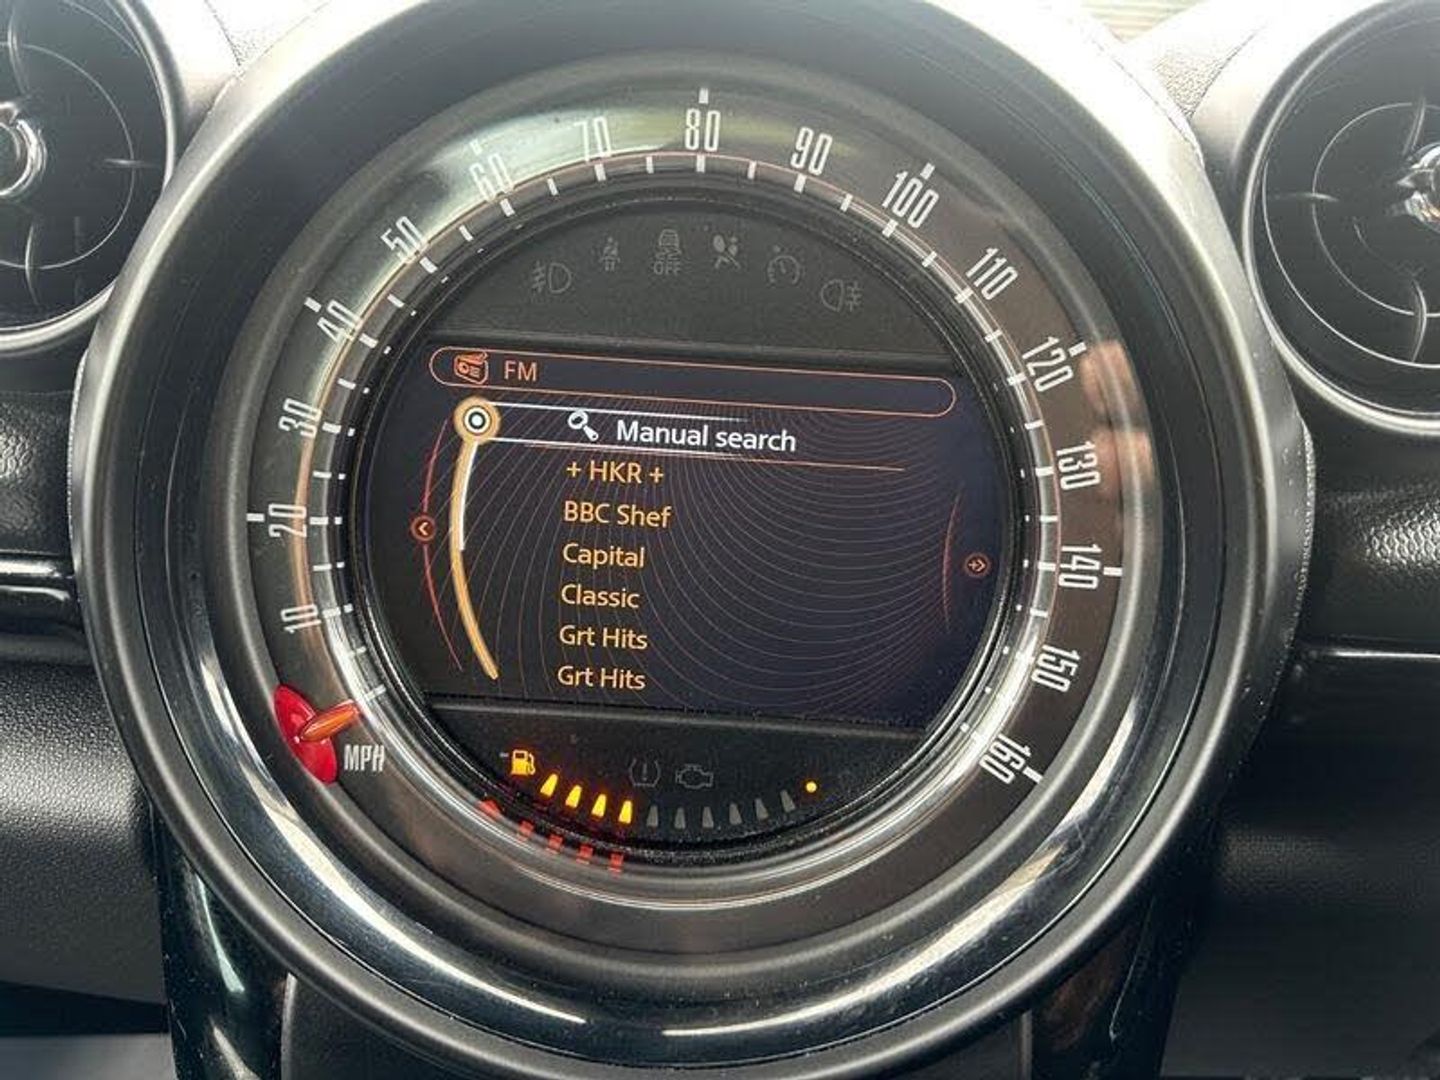 80
70
90
60
100
50
OFF
110
40
120
FM
30
Manual search
+ HKR +
130
BBC Shef
20
Capital
140
Classic
10
Grt Hits
150
Grt Hits
MPH
160